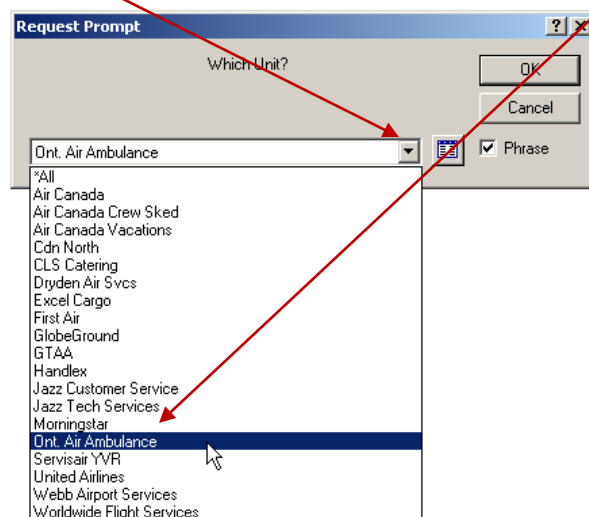 Request Prompt
Which Unit?
OK
Cancel
Ont. Air Ambulance
Phrase
*All
Air Canada
Air Canada Crew Sked
Air Canada Vacations
Cdn North
CLS Catering
Dryden Air Svcs
Excel Cargo
First Air
GlobeGround
GTAA
Handlex
Jazz Customer Service
Jazz Tech Services
Morningstar
Ont. Air Ambulance
Servisair YVR
United Airlines
Webb Airport Services
Worldwide Flight Services